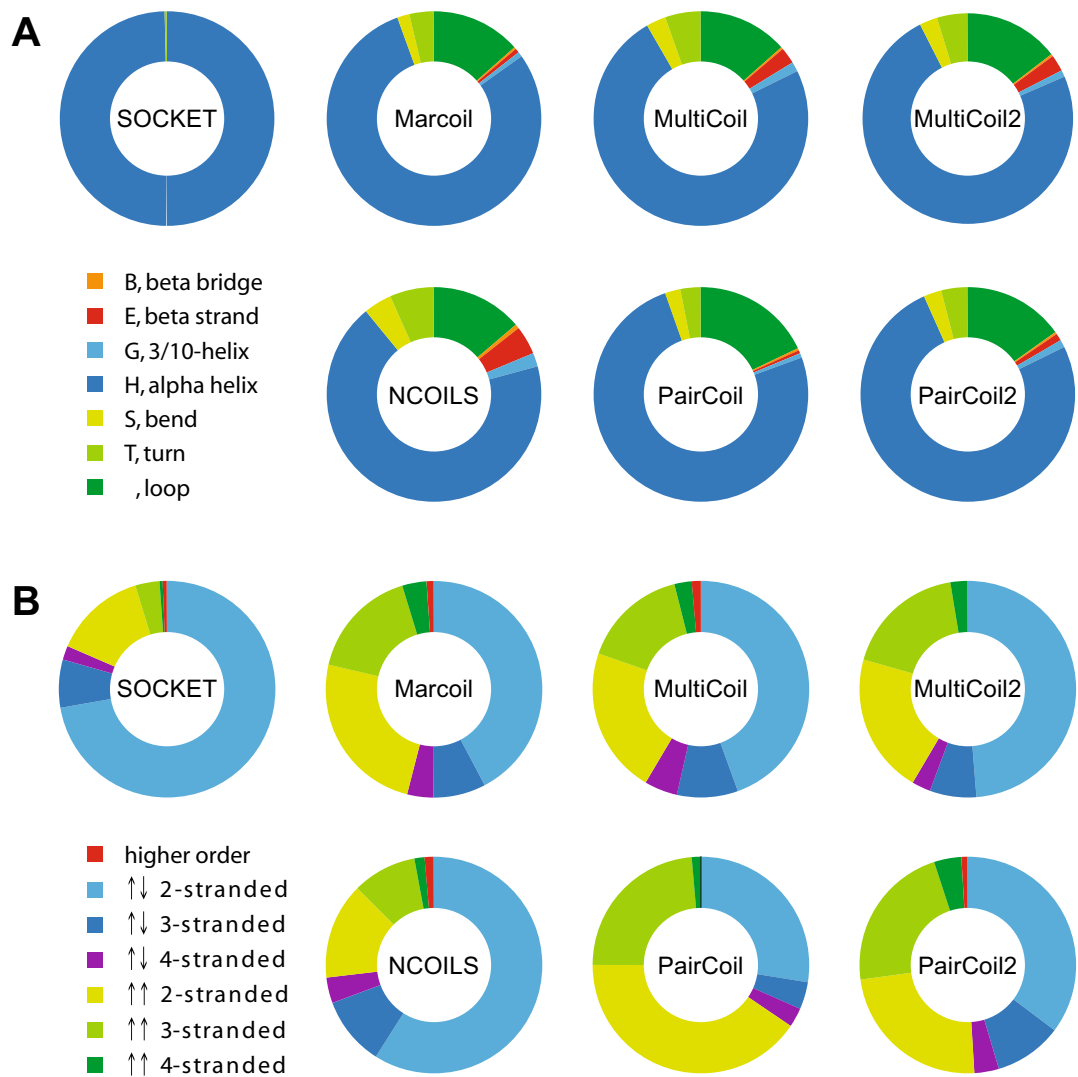 A
SOCKET
Marcoil
MultiCoil
MultiCoil2
B, beta bridge
E, beta strand
G, 3/10-helix
H, alpha helix
S, bend
T, turn
, loop
NCOILS
PairCoil
PairCoil2
B
SOCKET
Marcoil
MultiCoil
MultiCoil2
higher order
↑↓ 2-stranded
↑↓ 3-stranded
↑↓ 4-stranded
↑↑ 2-stranded
↑↑ 3-stranded
↑↑ 4-stranded
NCOILS
PairCoil
PairCoil2